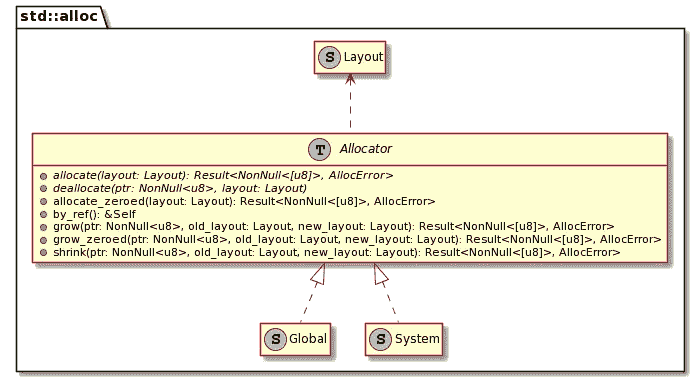 std::alloc
S Layout
T Allocator
allocate(layout: Layout): Result<NonNull<[u8]>, AllocError>
deallocate(ptr: NonNull<u8>, layout: Layout)
allocate_zeroed(layout: Layout): Result<NonNull<[u8]>, AllocError>
by_ref(): &Self
grow(ptr: NonNull<u8>, old_layout: Layout, new_layout: Layout): Result<NonNull<[u8]>, AllocError>
grow_zeroed(ptr: NonNull<u8>, old_layout: Layout, new_layout: Layout): Result<NonNull<[u8]>, AllocError>
shrink(ptr: NonNull<u8>, old_layout: Layout, new_layout: Layout): Result<NonNull<[u8]>, AllocError>
S Global
S System